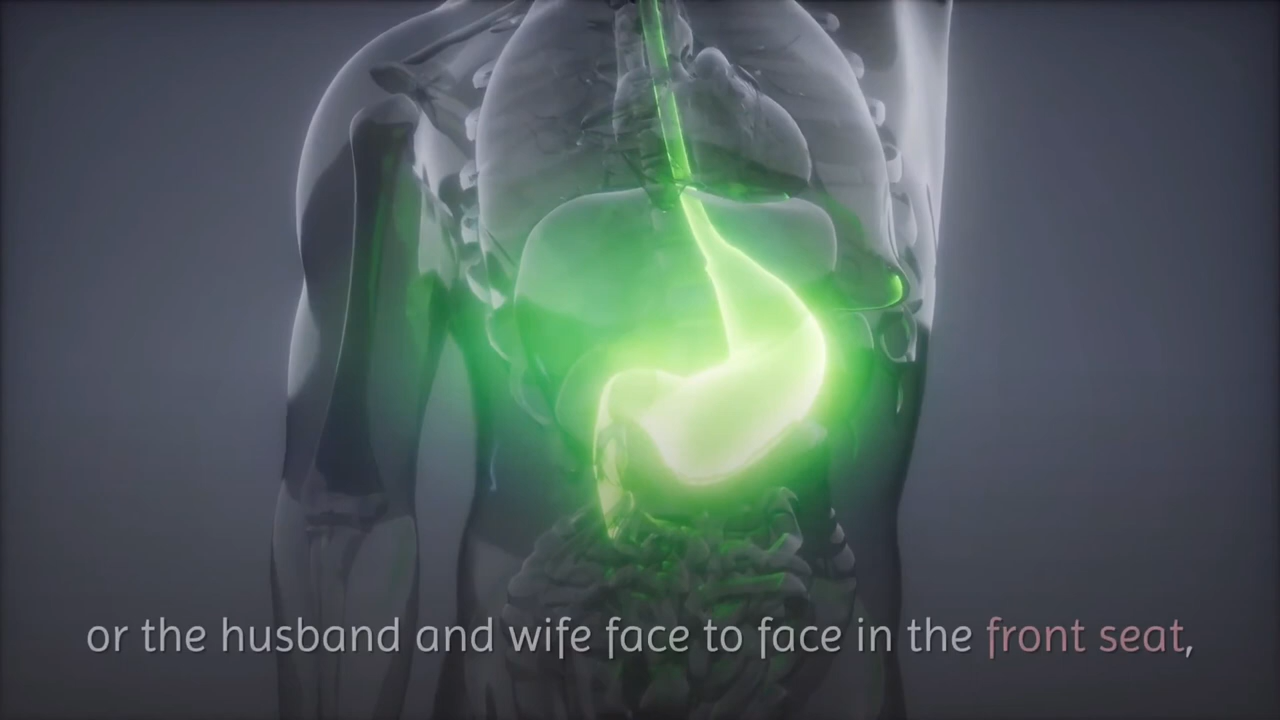 or the husband and wife face to face in the front seat,